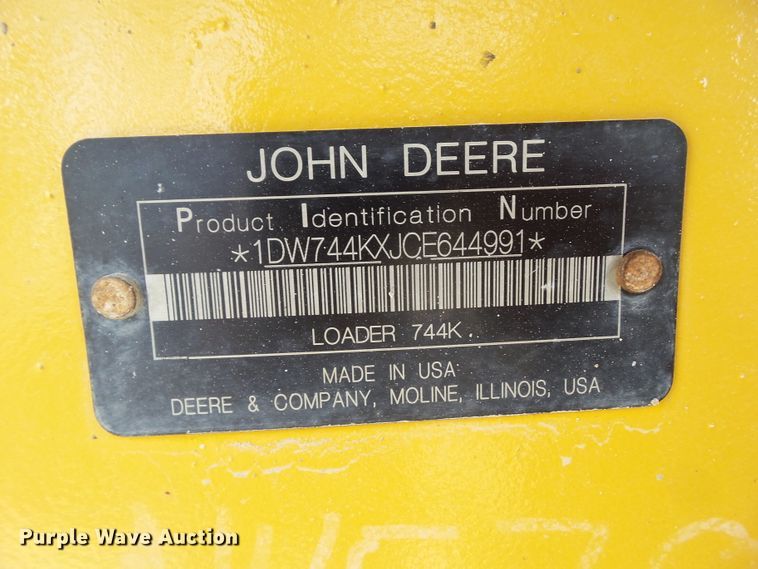 JOHN DEERE
Product Identification Number
*1DW744KXJCE644991*
LOADER 744K
MADE IN USA
DEERE & COMPANY, MOLINE, ILLINOIS, USA
Purple Wave Auction